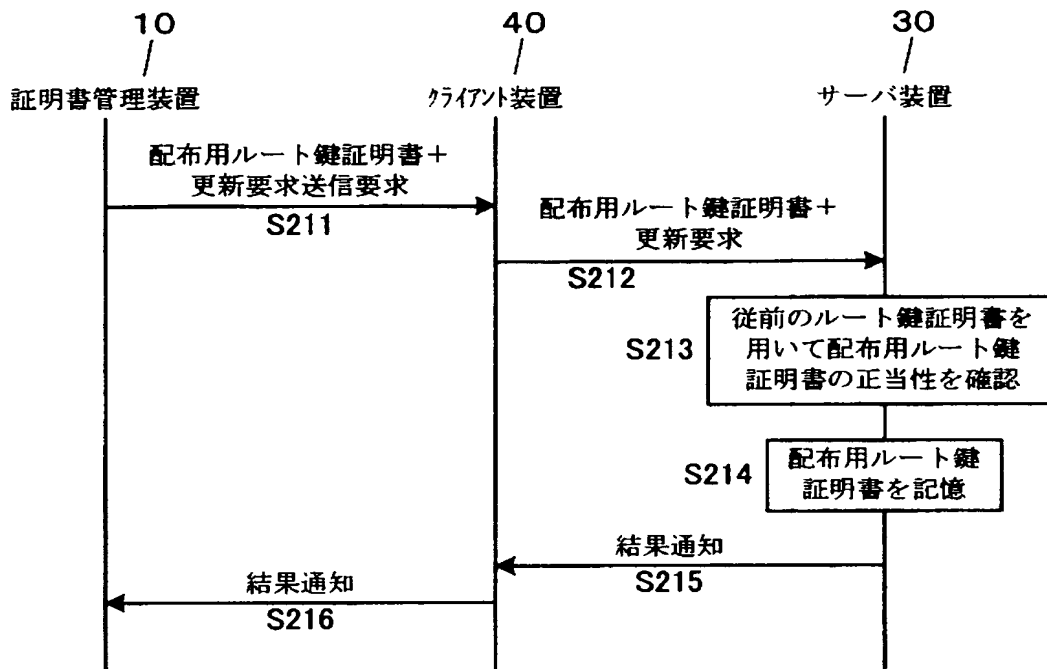 10
40
30
証明書管理装置
クライアント装置
サーバ装置
配布用ルート鍵証明書+
更新要求送信要求
S211
配布用ルート鍵証明書+
更新要求
S212
S213
従前のルート鍵証明書を
用いて配布用ルート鍵
証明書の正当性を確認
S214
配布用ルート鍵
証明書を記憶
結果通知
S215
結果通知
S216